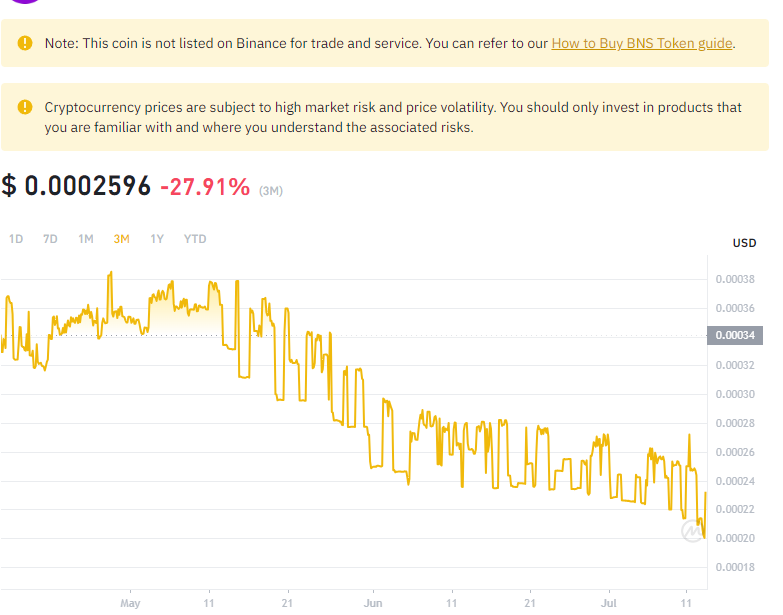 Note: This coin is not listed on Binance for trade and service. You can refer to our How to Buy BNS Token guide.
Cryptocurrency prices are subject to high market risk and price volatility. You should only invest in products that
you are familiar with and where you understand the associated risks.
$ 0.0002596 -27.91% (3M)
1D 7D 1M 3M 1Y YTD
USD
0.00038
0.00036
0.00034
0.00032
0.00030
0.00028
0.00026
0.00024
0.00022
0.00020
0.00018
May 11 21 Jun 11 21 Jul 11